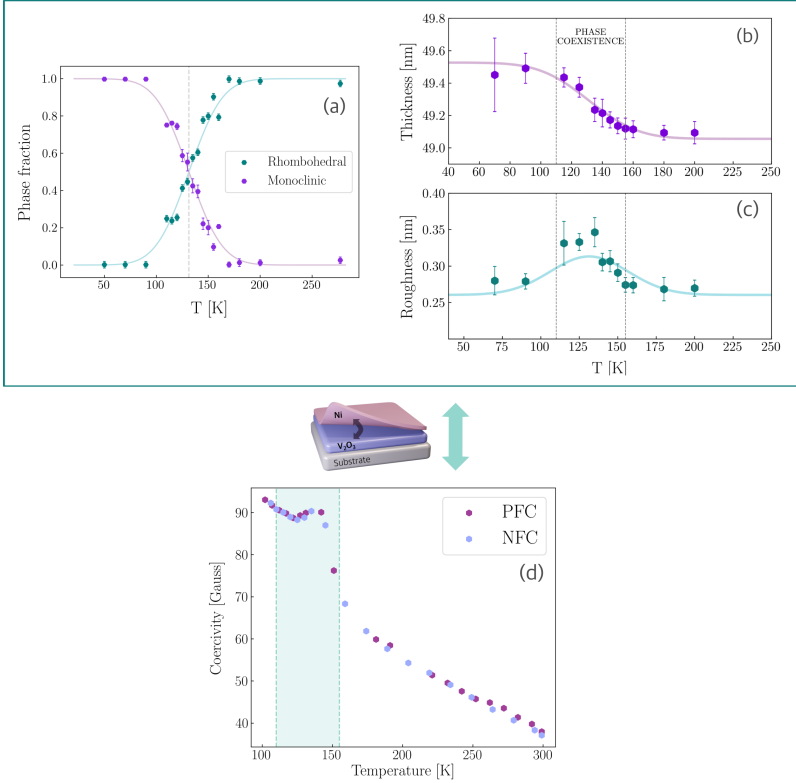 Phase fraction
1.0
0.8
0.6
0.4
0.2
0.0
(a)
Rhombohedral
Monoclinic
50
100
150
200
250
T [K]
Thickness [nm]
49.8
49.6
49.4
49.2
49.0
PHASE
COEXISTENCE
(b)
40 60 80 100 120 140 160 180 200 225 250
Roughness [nm]
0.40
0.35
0.30
0.25
(c)
50 75 100 125 150 175 200 225 250
T [K]
Ni
V₂O₃
Substrate
Coercivity [Gauss]
90
80
70
60
50
40
PFC
NFC
(d)
100 150 200 250 300
Temperature [K]